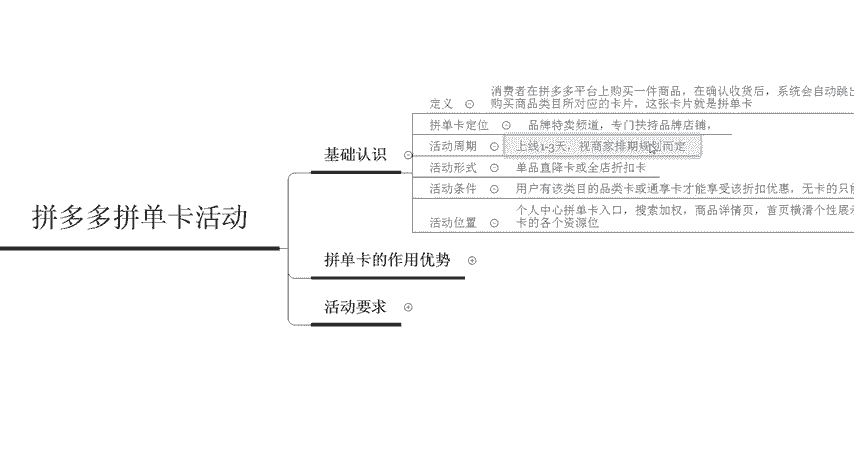 消费者在拼多多平台上购买一件商品，在确认收货后，系统会自动跳出
定义
购买商品类目所对应的卡片，这张卡片就是拼单卡
拼单卡定位 品牌特卖频道，专门扶持品牌店铺，
活动周期 上线1-3天，视商家排期规划而定
基础认识
活动形式 单品直降卡或全店折扣卡
活动条件 用户有该类目的品类卡或通享卡才能享受该折扣优惠，无卡的只能
个人中心拼单卡入口，搜索加权，商品详情页，首页横滑个性展示
活动位置
卡的各个资源位
拼多多拼单卡活动
拼单卡的作用优势
活动要求